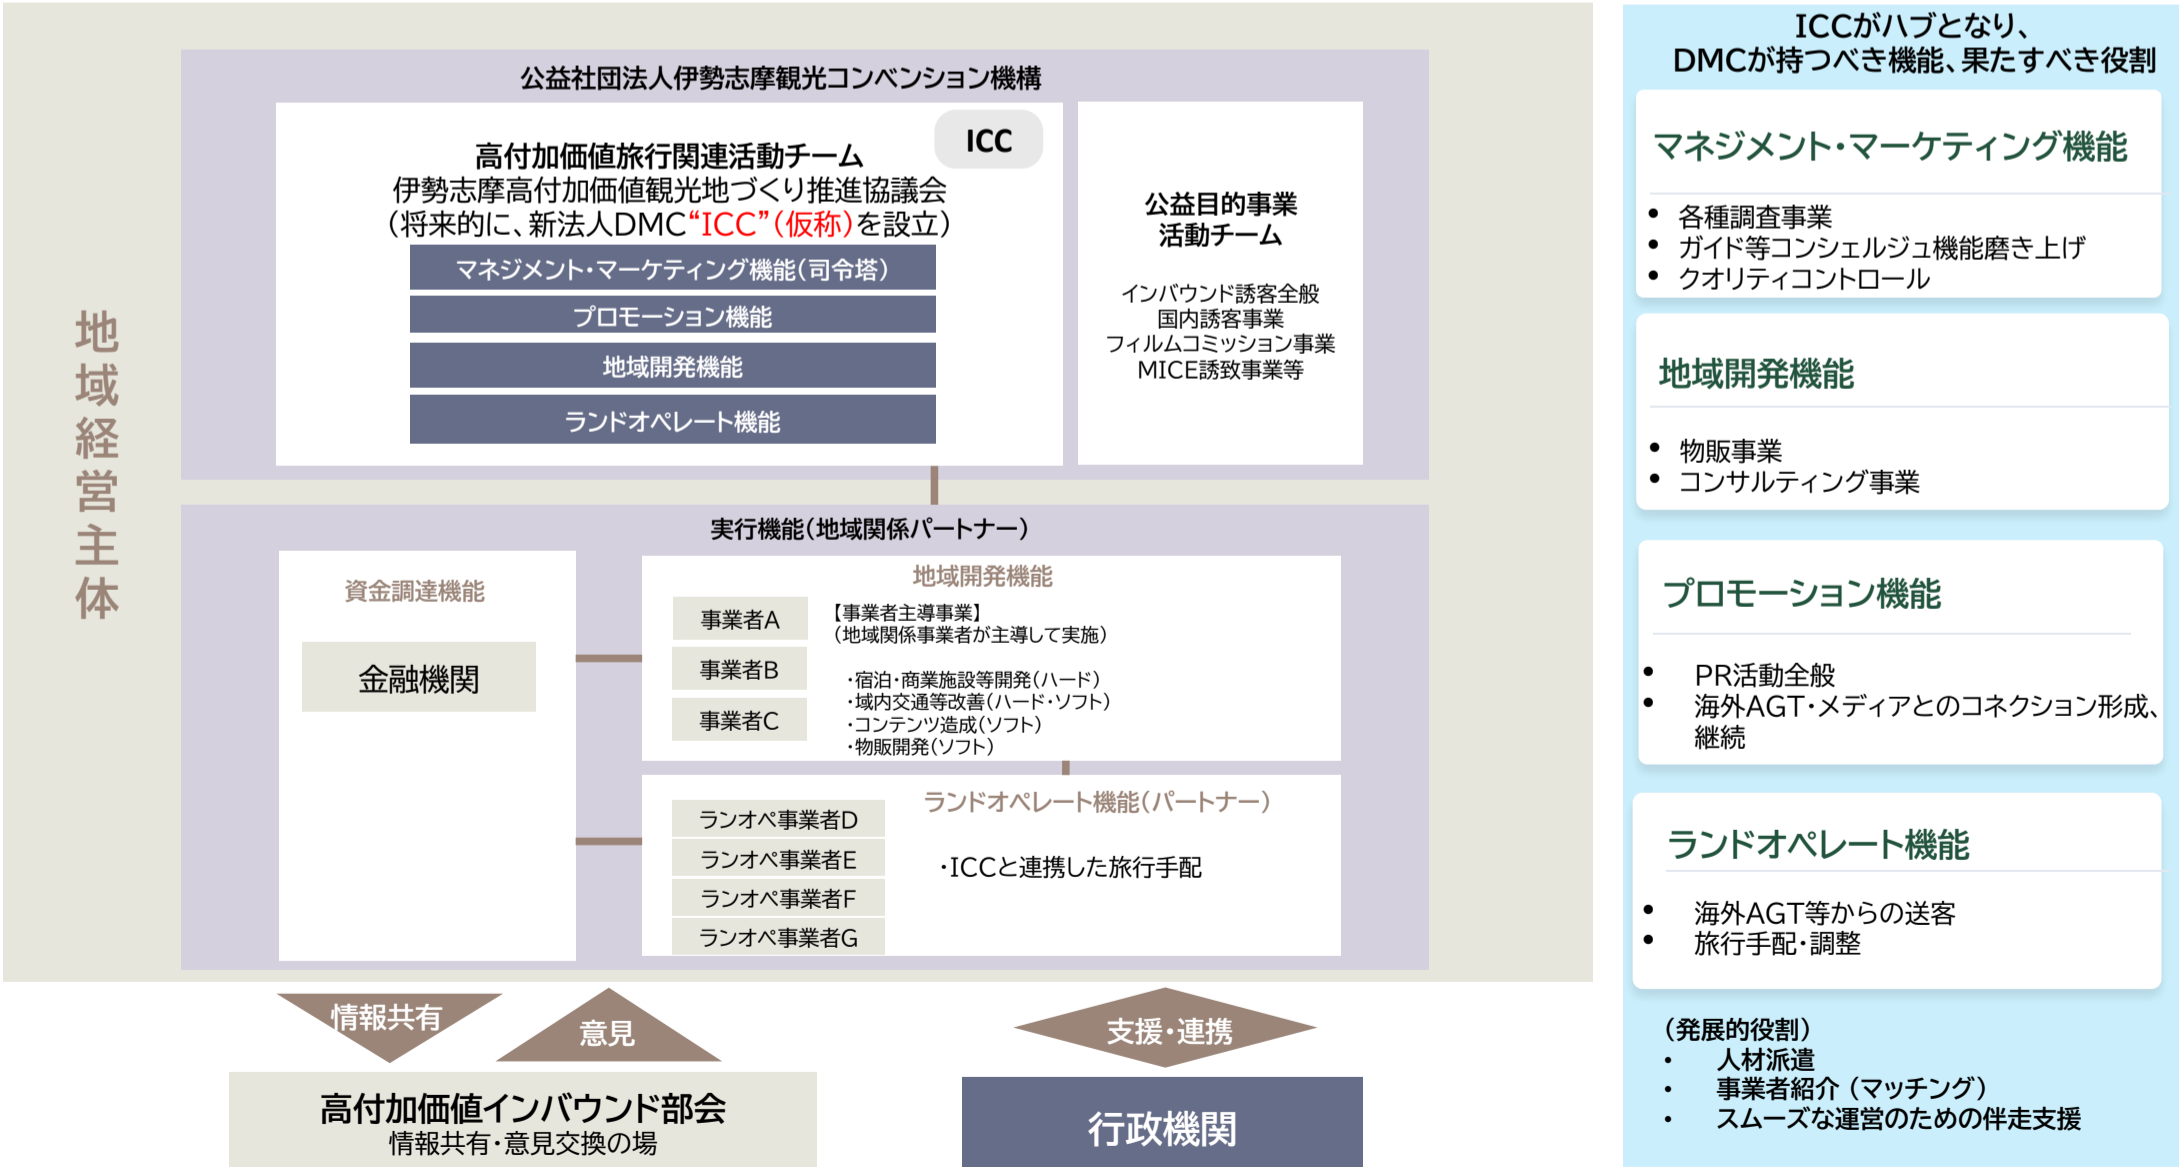 地域経営主体
公益社団法人伊勢志摩観光コンベンション機構
ICC
高付加価値旅行関連活動チーム
伊勢志摩高付加価値観光地づくり推進協議会
(将来的に、新法人DMC“ICC”(仮称)を設立)
マネジメント・マーケティング機能(司令塔)
プロモーション機能
地域開発機能
ランドオペレート機能
公益目的事業
活動チーム
インバウンド誘客全般
国内誘客事業
フィルムコミッション事業
MICE誘致事業等
実行機能(地域関係パートナー)
資金調達機能
金融機関
地域開発機能
事業者A
事業者B
事業者C
【事業者主導事業】
(地域関係事業者が主導して実施)
・宿泊・商業施設等開発(ハード)
・域内交通等改善(ハード・ソフト)
・コンテンツ造成(ソフト)
・物販開発(ソフト)
ランドオペレート機能(パートナー)
ランオペ事業者D
ランオペ事業者E
ランオペ事業者F
ランオペ事業者G
・ICCと連携した旅行手配
情報共有
意見
支援・連携
高付加価値インバウンド部会
情報共有・意見交換の場
行政機関
ICCがハブとなり、
DMCが持つべき機能、果たすべき役割
マネジメント・マーケティング機能
• 各種調査事業
• ガイド等コンシェルジュ機能磨き上げ
• クオリティコントロール
地域開発機能
• 物販事業
• コンサルティング事業
プロモーション機能
• PR活動全般
• 海外AGT・メディアとのコネクション形成、
継続
ランドオペレート機能
• 海外AGT等からの送客
• 旅行手配・調整
(発展的役割)
• 人材派遣
• 事業者紹介(マッチング)
• スムーズな運営のための伴走支援